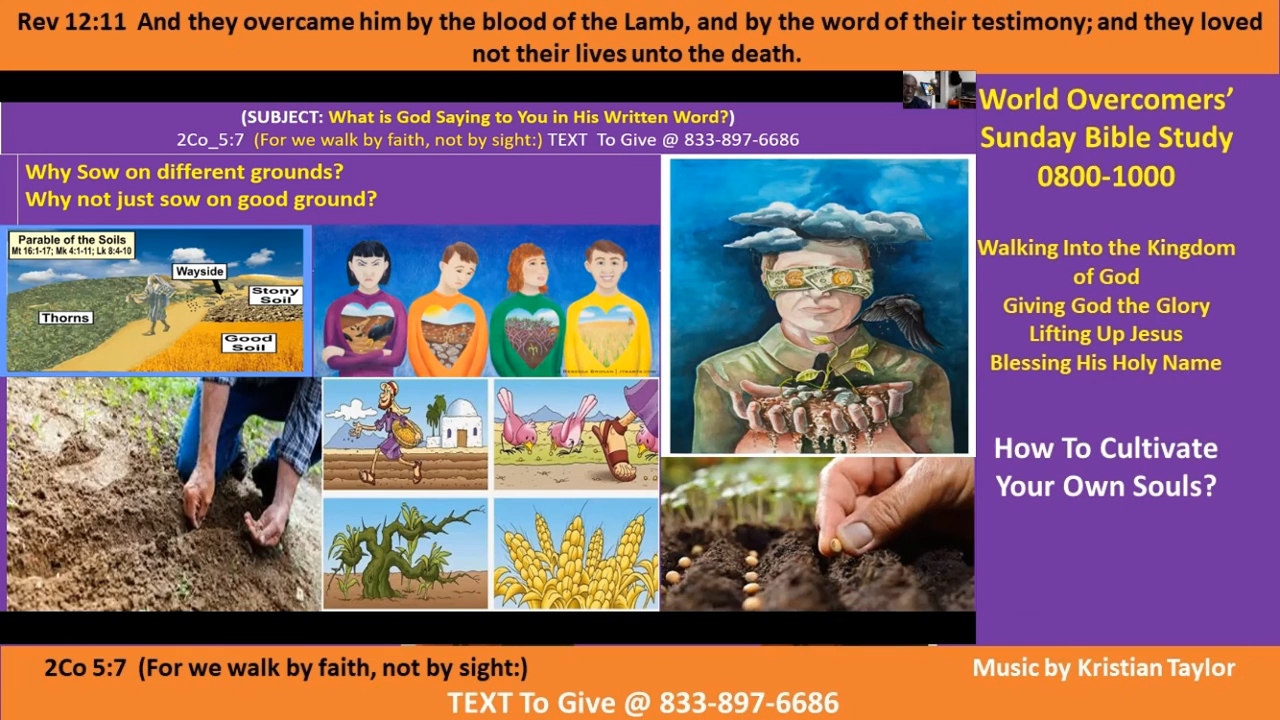 Rev 12:11 And they overcame him by the blood of the Lamb, and by the word of their testimony; and they loved
not their lives unto the death.
(SUBJECT: What is God Saying to You in His Written Word?)
2Co_5:7 (For we walk by faith, not by sight:) TEXT To Give @ 833-897-6686
Why Sow on different grounds?
Why not just sow on good ground?
Parable of the Soils
Mt 16:1-17; Mk 4:1-11; Lk 8:4-10
Wayside
Stony
Soil
Thorns
Good
Soil
World Overcomers'
Sunday Bible Study
0800-1000
Walking Into the Kingdom
of God
Giving God the Glory
Lifting Up Jesus
Blessing His Holy Name
How To Cultivate
Your Own Souls?
2Co 5:7 (For we walk by faith, not by sight:)
Music by Kristian Taylor
TEXT To Give @ 833-897-6686